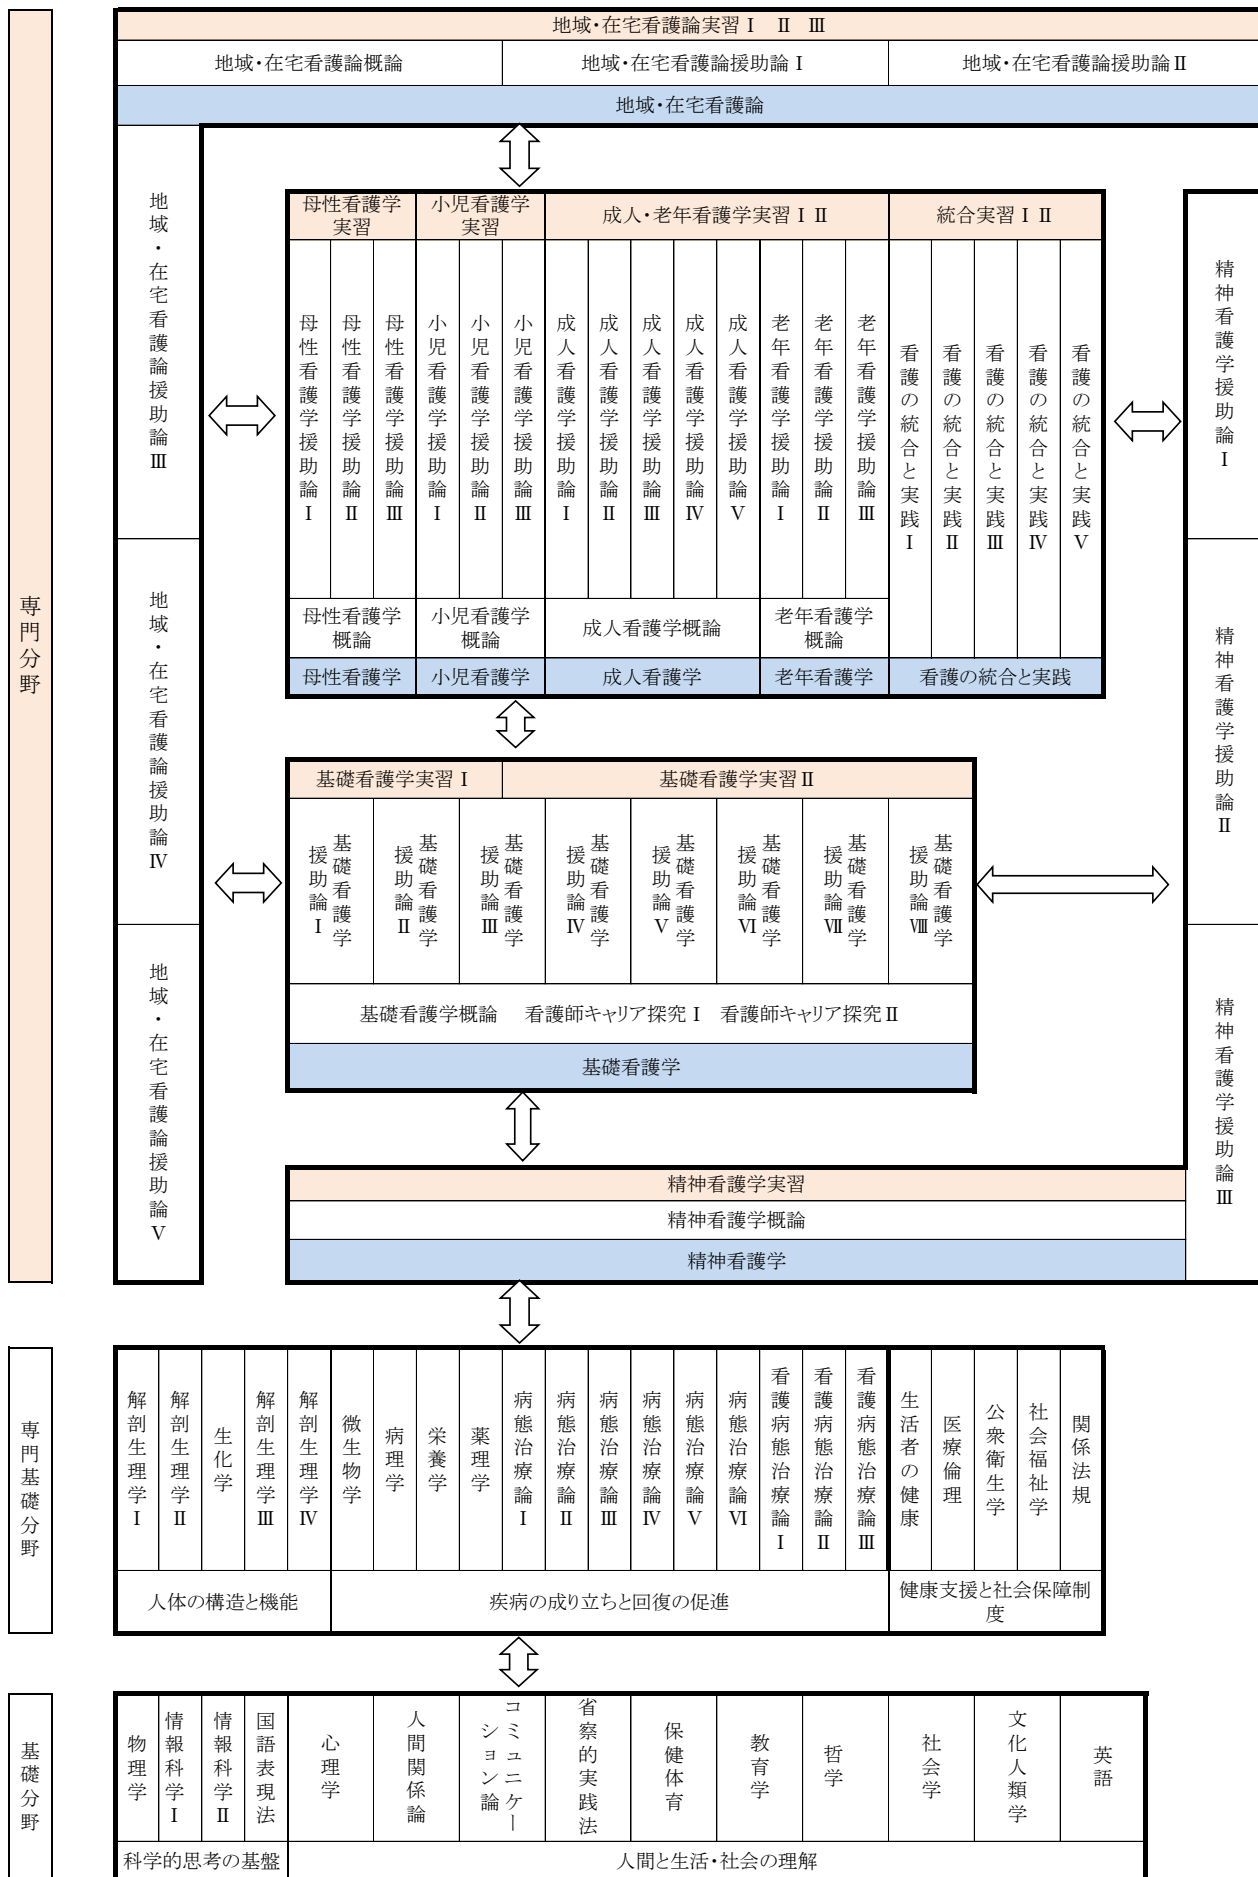 専門分野
地域・在宅看護論実習Ⅰ　Ⅱ　Ⅲ
地域・在宅看護論概論
地域・在宅看護論援助論Ⅰ
地域・在宅看護論援助論Ⅱ
地域・在宅看護論
地域・在宅看護論援助論Ⅲ
地域・在宅看護論援助論Ⅳ
地域・在宅看護論援助論Ⅴ
母性看護学
実習
小児看護学
実習
成人・老年看護学実習Ⅰ Ⅱ
統合実習Ⅰ Ⅱ
母性看護学援助論Ⅰ
母性看護学援助論Ⅱ
母性看護学援助論Ⅲ
小児看護学援助論Ⅰ
小児看護学援助論Ⅱ
小児看護学援助論Ⅲ
成人看護学援助論Ⅰ
成人看護学援助論Ⅱ
成人看護学援助論Ⅲ
成人看護学援助論Ⅳ
成人看護学援助論Ⅴ
老年看護学援助論Ⅰ
老年看護学援助論Ⅱ
老年看護学援助論Ⅲ
看護の統合と実践Ⅰ
看護の統合と実践Ⅱ
看護の統合と実践Ⅲ
看護の統合と実践Ⅳ
看護の統合と実践Ⅴ
母性看護学
概論
小児看護学
概論
成人看護学概論
老年看護学
概論
母性看護学
小児看護学
成人看護学
老年看護学
看護の統合と実践
精神看護学援助論Ⅰ
精神看護学援助論Ⅱ
精神看護学援助論Ⅲ
基礎看護学実習Ⅰ
基礎看護学実習Ⅱ
基礎看護学
援助論Ⅰ
基礎看護学
援助論Ⅱ
基礎看護学
援助論Ⅲ
基礎看護学
援助論Ⅳ
基礎看護学
援助論Ⅴ
基礎看護学
援助論Ⅵ
基礎看護学
援助論Ⅶ
基礎看護学
援助論Ⅷ
基礎看護学概論　看護師キャリア探究Ⅰ　看護師キャリア探究Ⅱ
基礎看護学
精神看護学実習
精神看護学概論
精神看護学
専門基礎分野
解剖生理学Ⅰ
解剖生理学Ⅱ
生化学
解剖生理学Ⅲ
解剖生理学Ⅳ
微生物学
病理学
栄養学
薬理学
病態治療論Ⅰ
病態治療論Ⅱ
病態治療論Ⅲ
病態治療論Ⅳ
病態治療論Ⅴ
病態治療論Ⅵ
看護病態治療論Ⅰ
看護病態治療論Ⅱ
看護病態治療論Ⅲ
生活者の健康
医療倫理
公衆衛生学
社会福祉学
関係法規
人体の構造と機能
疾病の成り立ちと回復の促進
健康支援と社会保障制
度
基礎分野
物理学
情報科学Ⅰ
情報科学Ⅱ
国語表現法
心理学
人間関係論
コミュニケー
ション論
省察的実践法
保健体育
教育学
哲学
社会学
文化人類学
英語
科学的思考の基盤
人間と生活・社会の理解